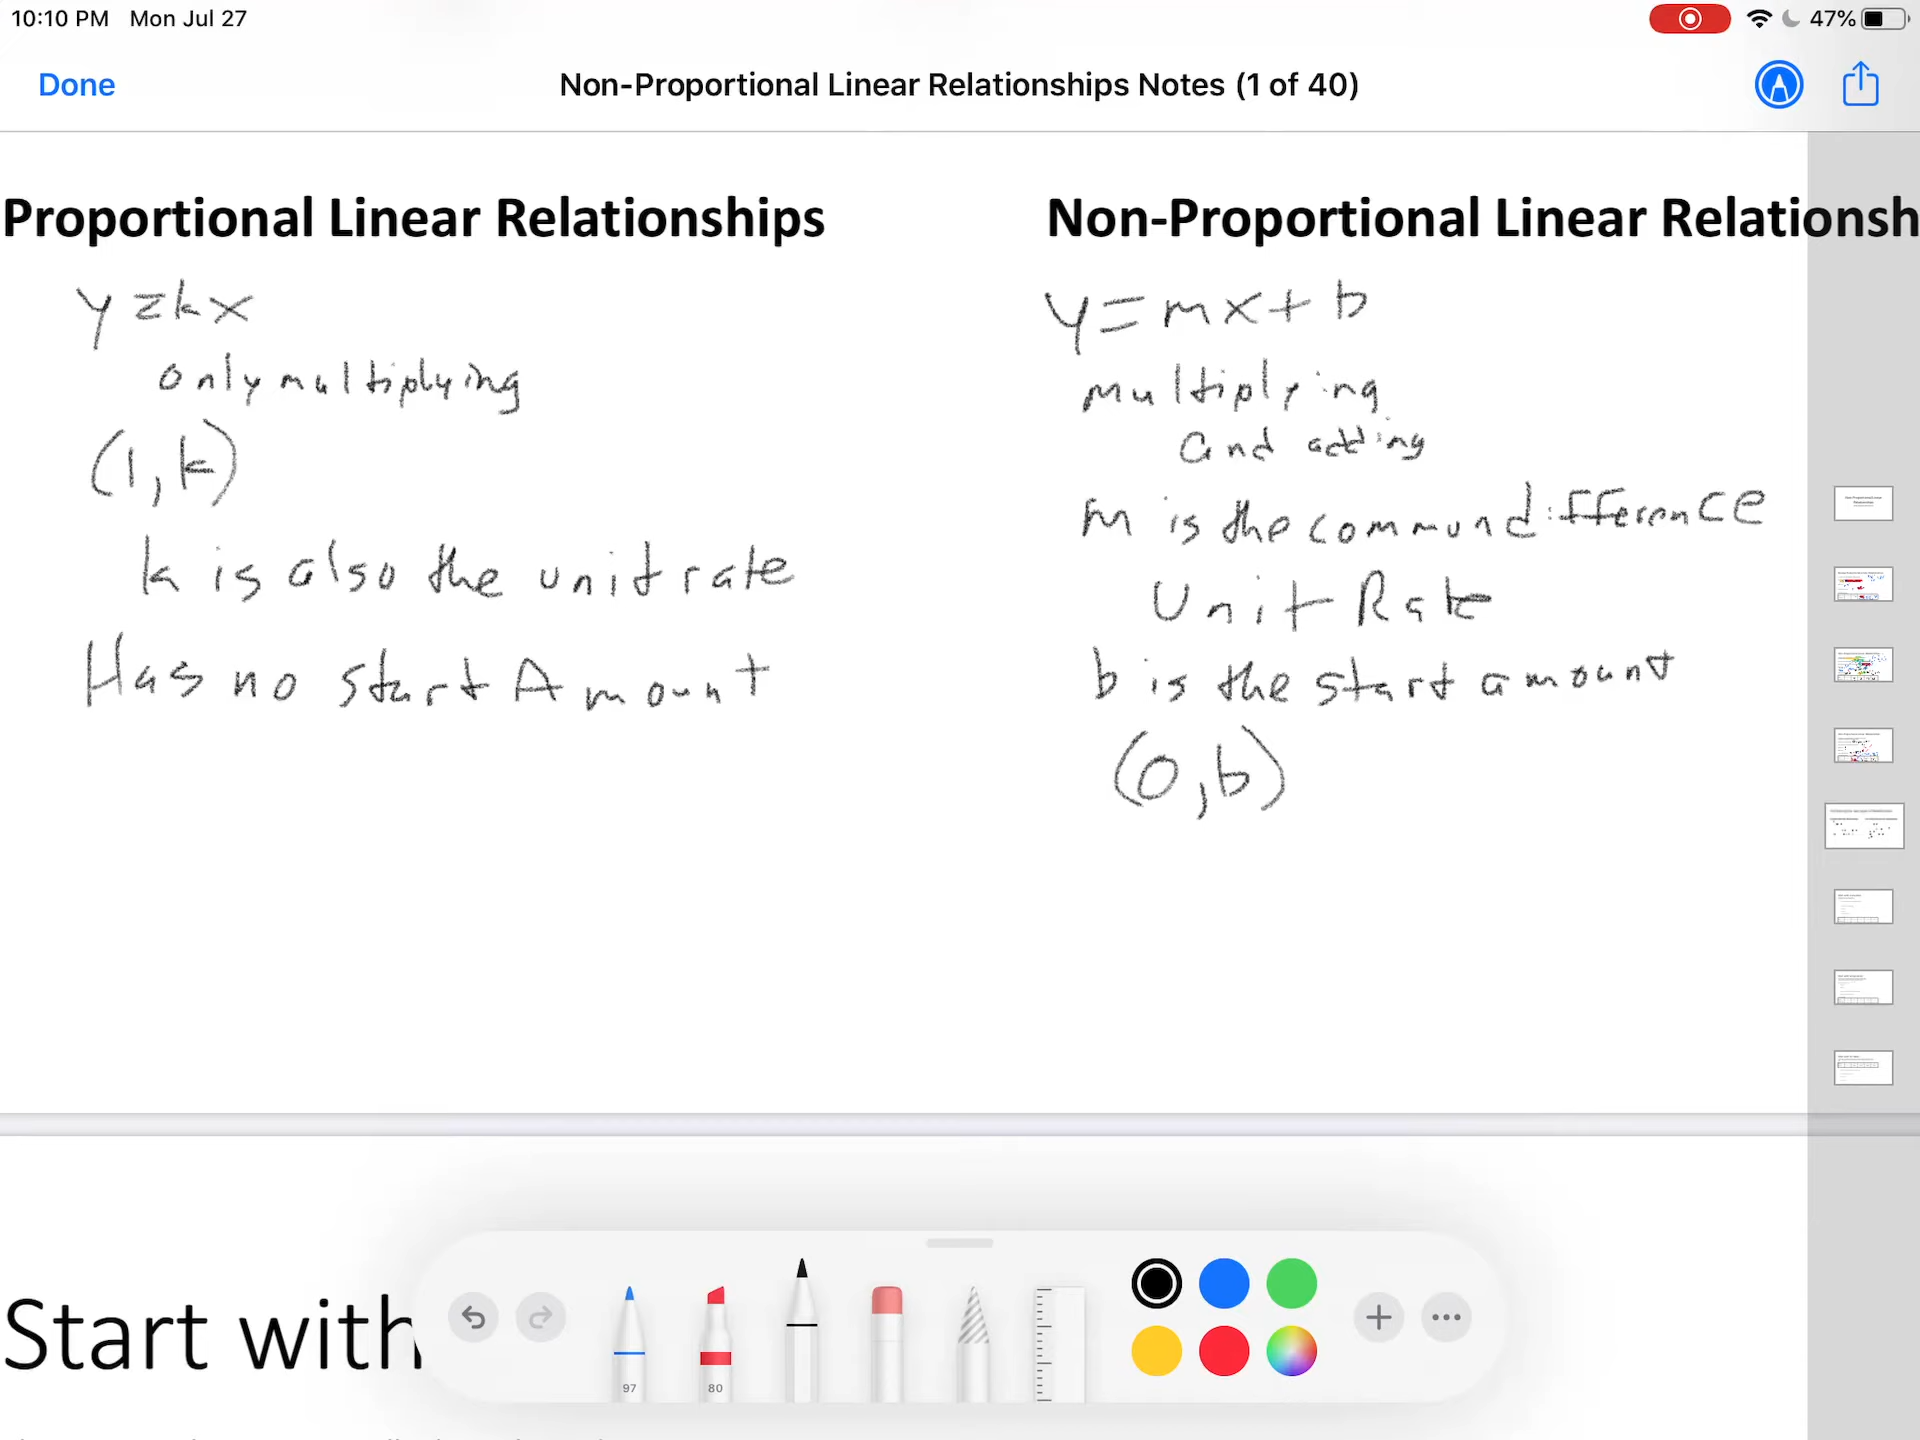 10:10 PM Mon Jul 27
47%
Done
Non-Proportional Linear Relationships Notes (1 of 40)
Proportional Linear Relationships
y=kx
only multiplying
(1,k)
k is also the unit rate
Has no start Amount
Non-Proportional Linear Relationsh
y=mx+b
multiplying
and adding
m is the commun difference
Unit Rate
b is the start amount
(0,b)
Start with
97
80